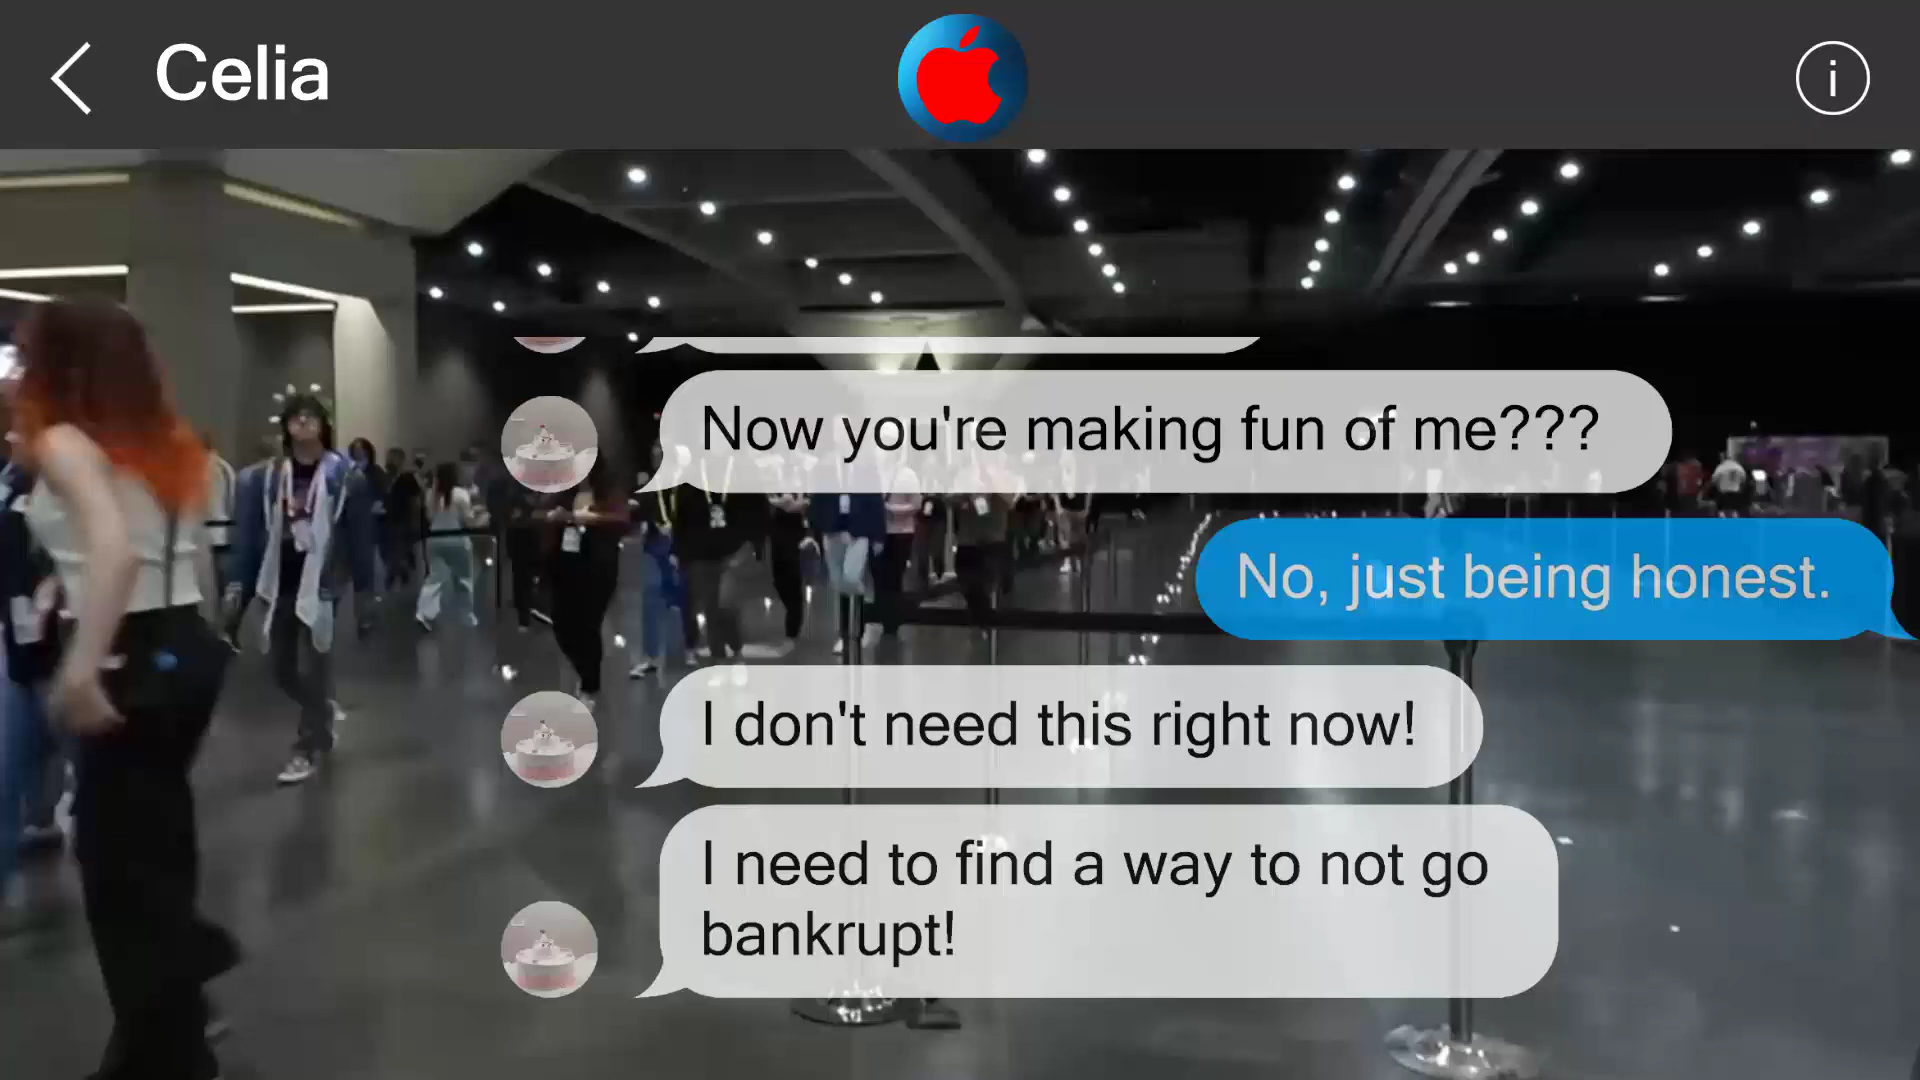 Celia
Now you're making fun of me???
No, just being honest.
I don't need this right now!
I need to find a way to not go
bankrupt!